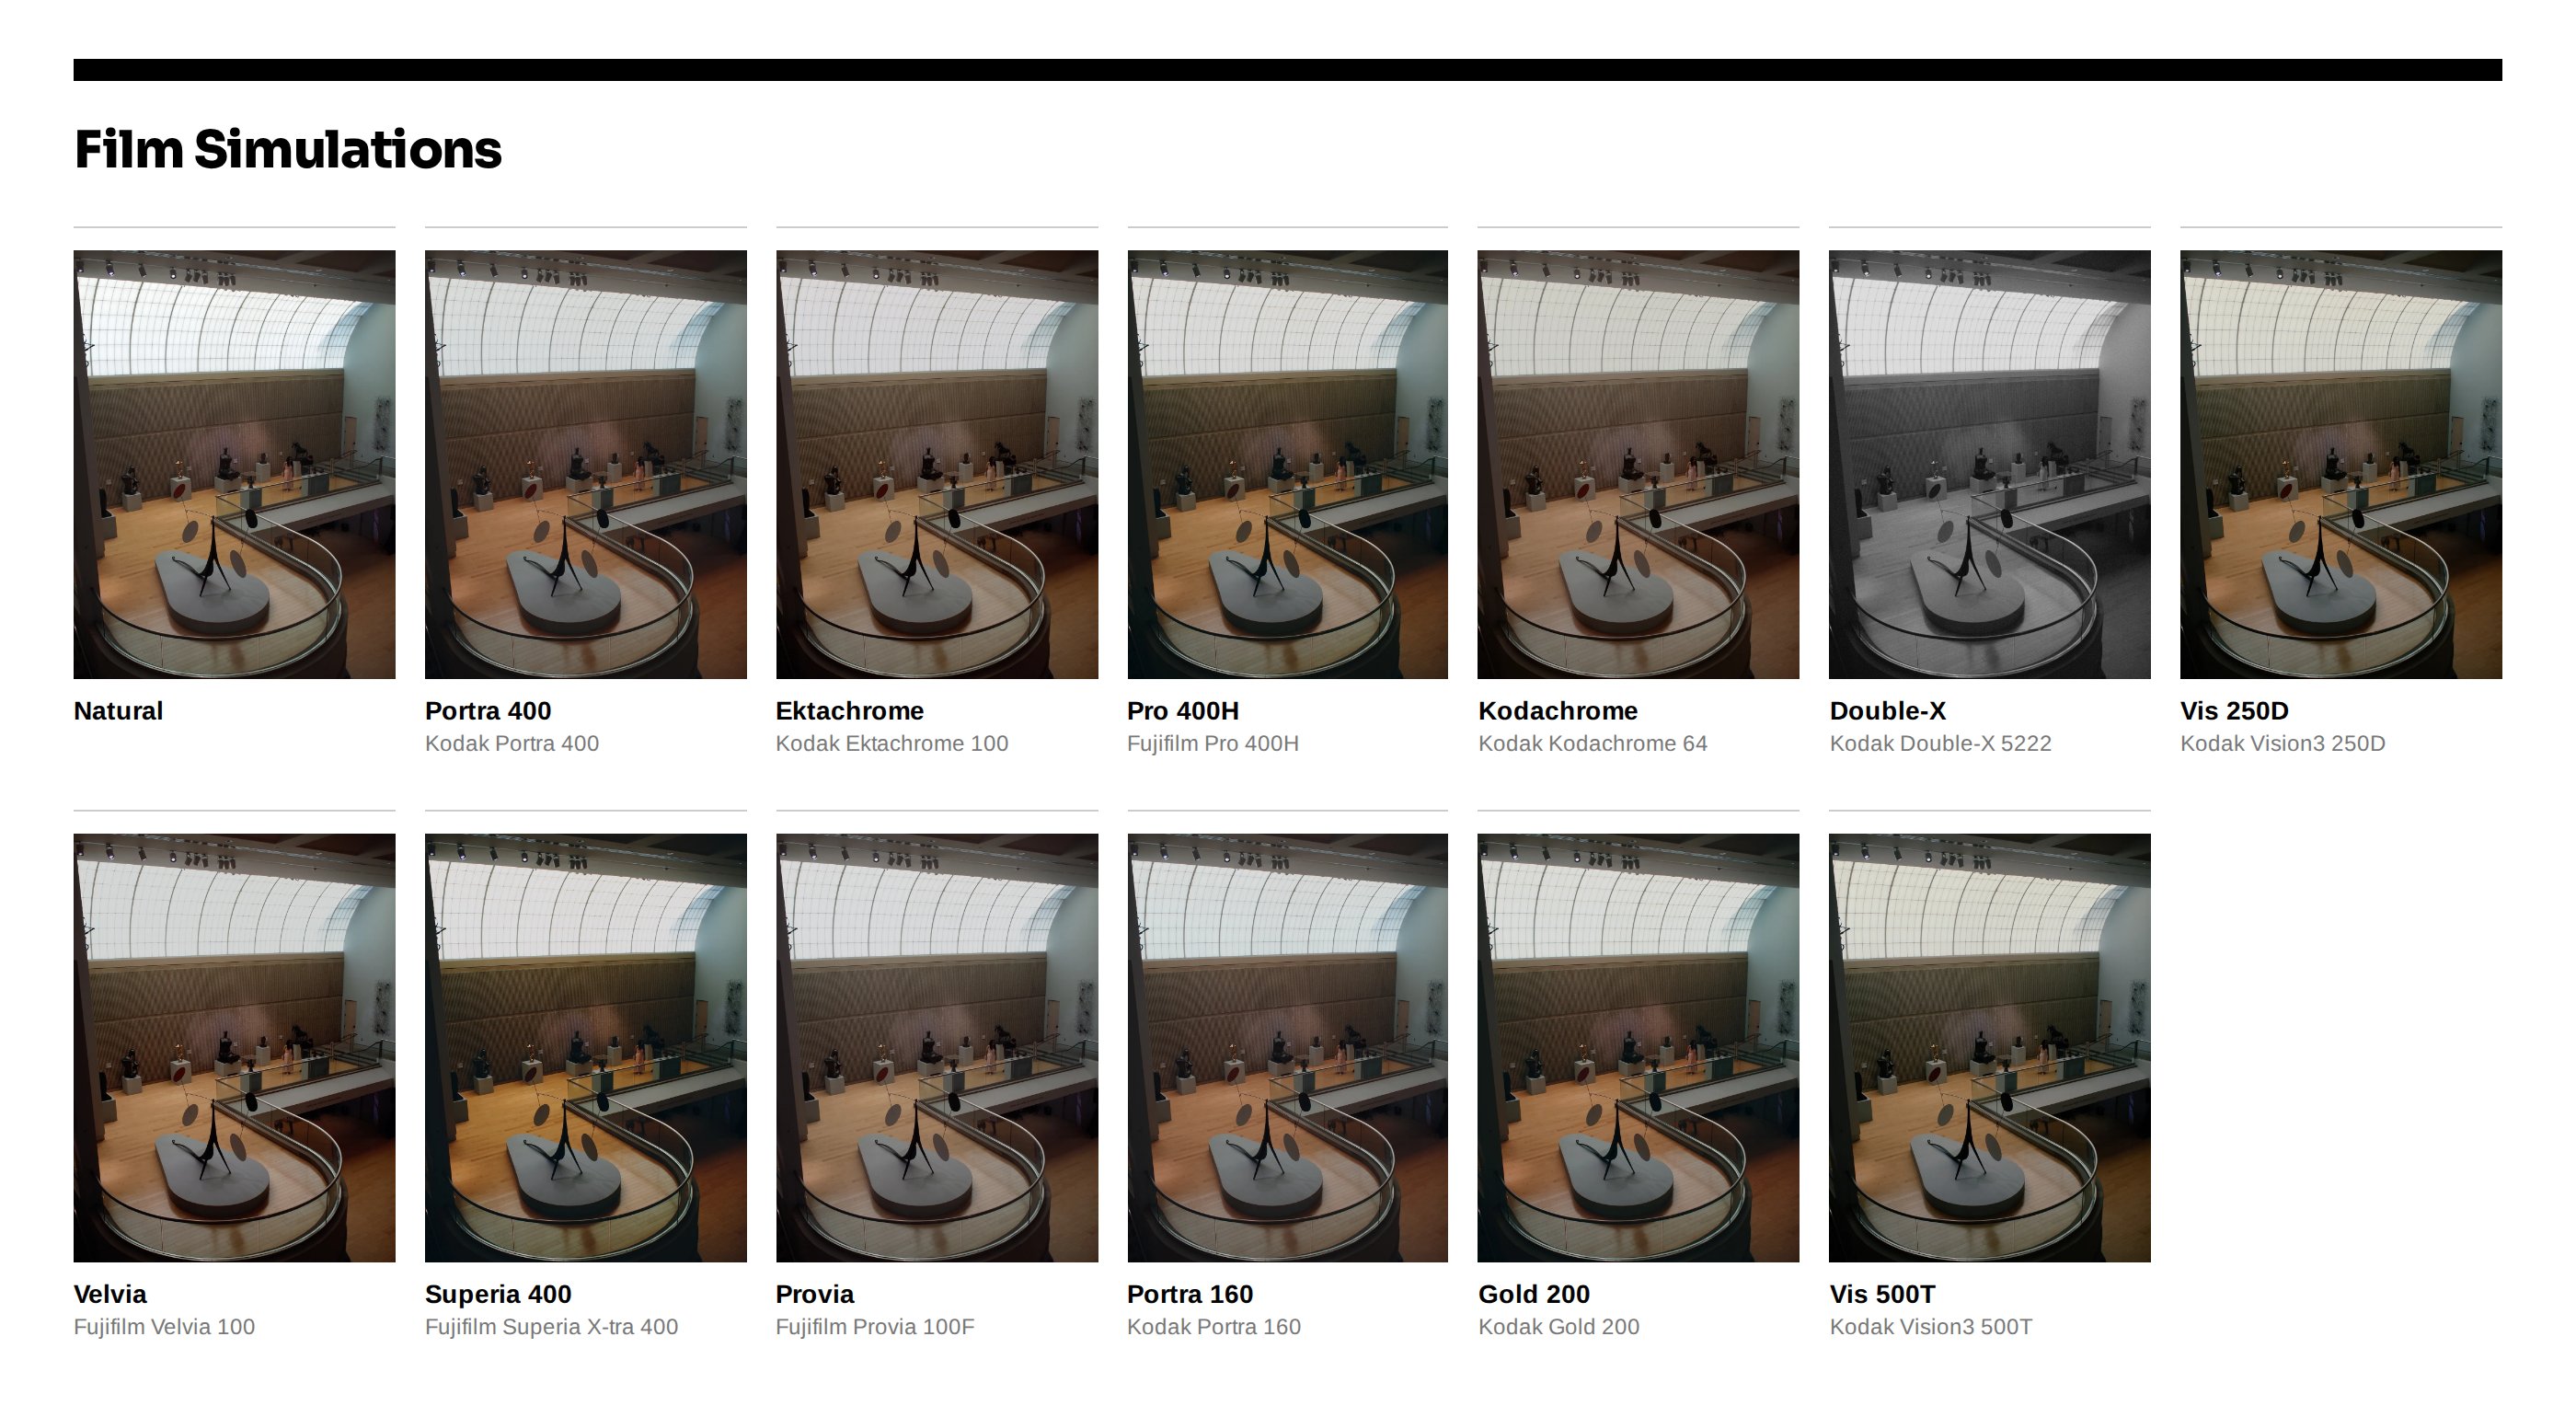 Film Simulations
Natural
Portra 400
Kodak Portra 400
Ektachrome
Kodak Ektachrome 100
Pro 400H
Fujifilm Pro 400H
Kodachrome
Kodak Kodachrome 64
Double-X
Kodak Double-X 5222
Vis 250D
Kodak Vision3 250D
Velvia
Fujifilm Velvia 100
Superia 400
Fujifilm Superia X-tra 400
Provia
Fujifilm Provia 100F
Portra 160
Kodak Portra 160
Gold 200
Kodak Gold 200
Vis 500T
Kodak Vision3 500T